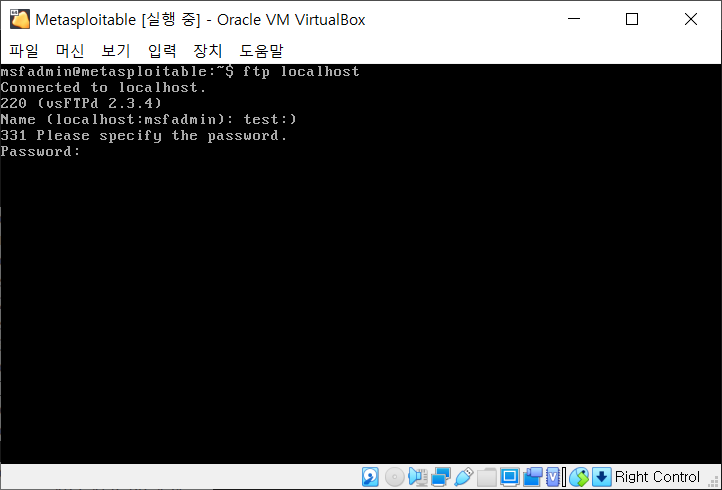 Metasploitable [실행 중] - Oracle VM VirtualBox
파일 머신 보기 입력 장치 도움말
msfadmin@metasploitable:~$ ftp localhost
Connected to localhost.
220 (vsFTPd 2.3.4)
Name (localhost:msfadmin): test:)
331 Please specify the password.
Password:
Right Control